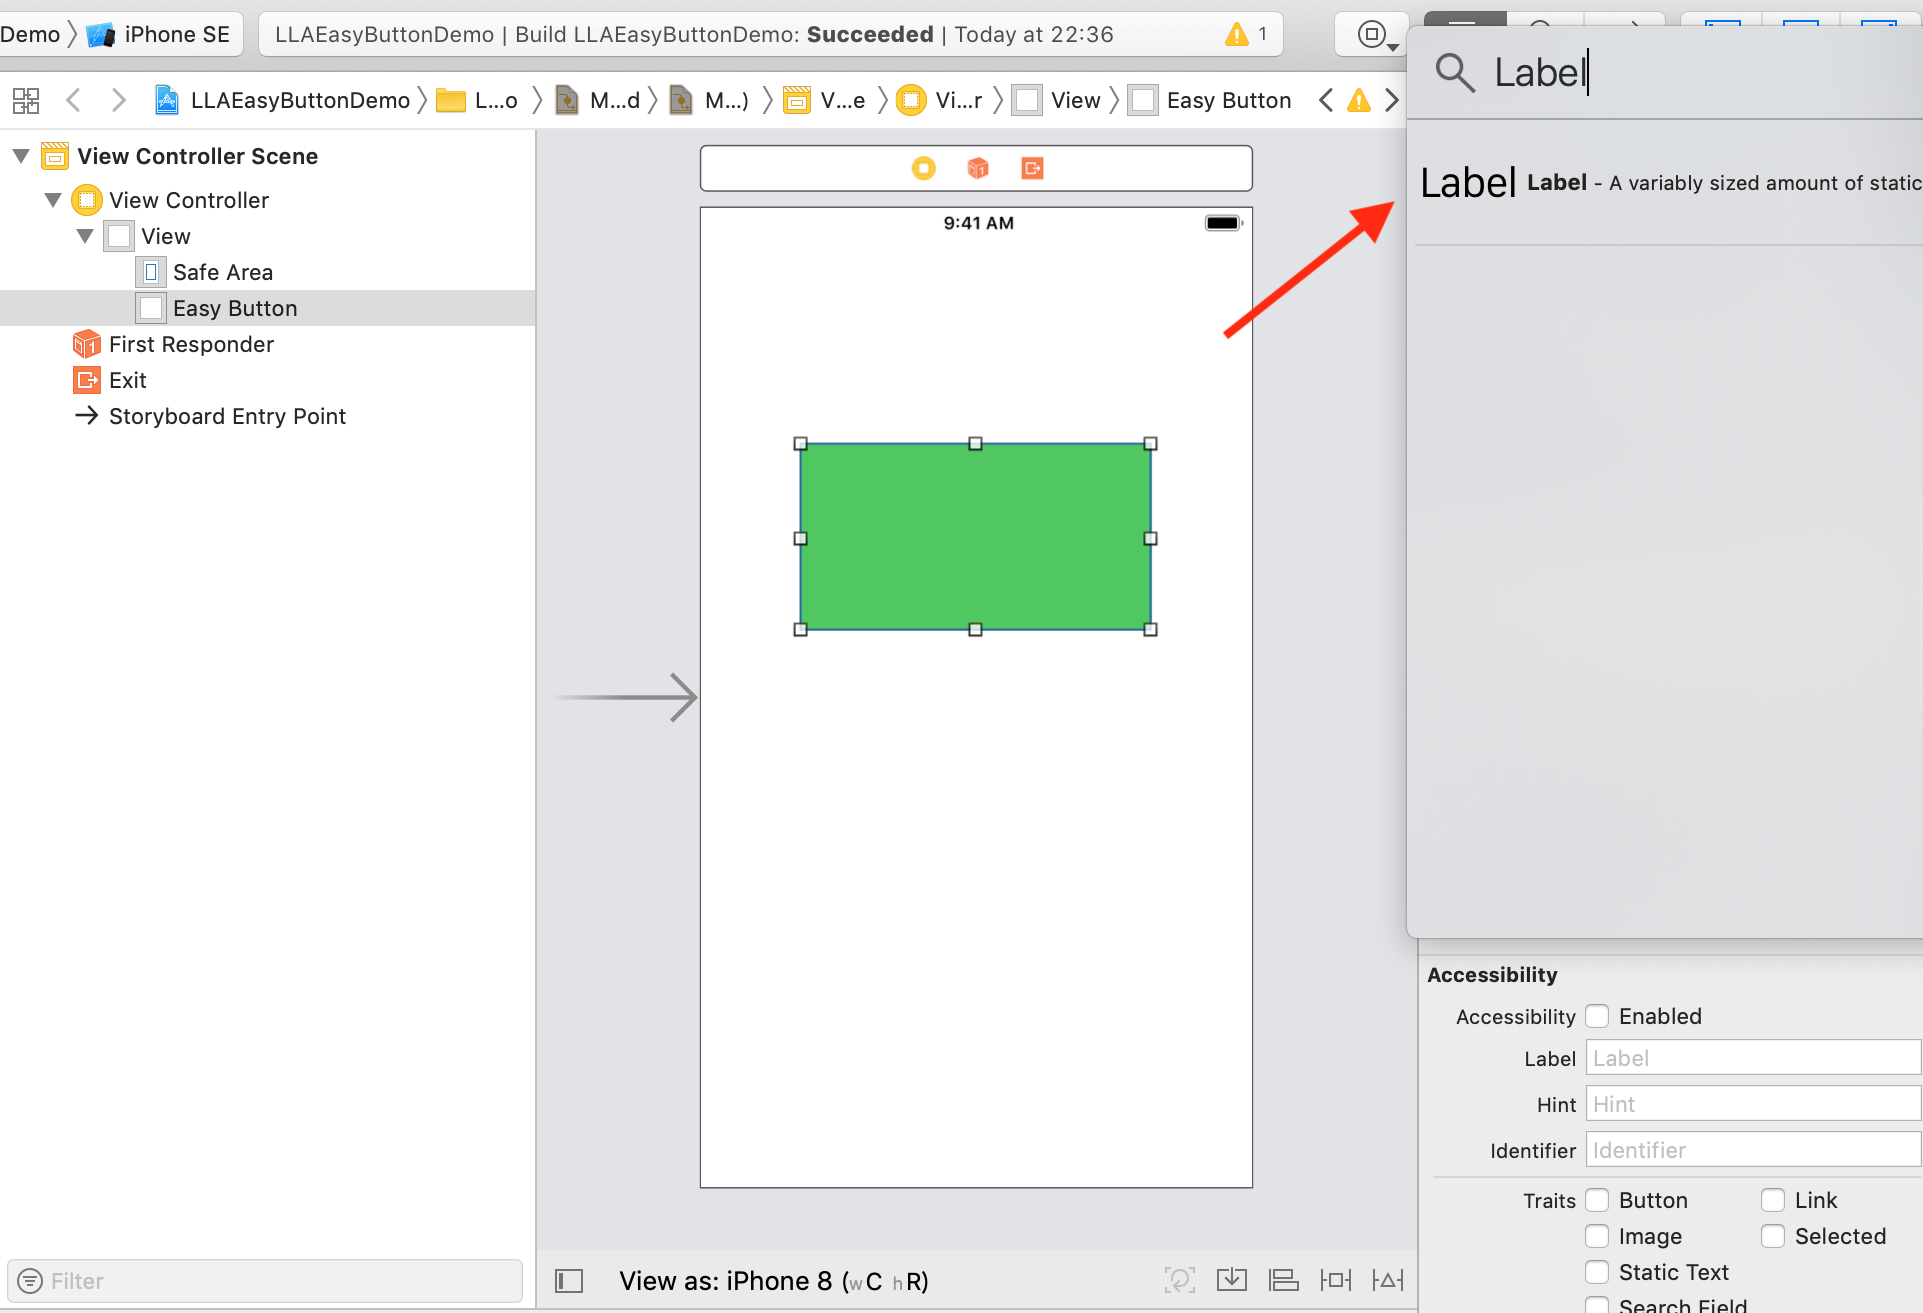 Demo iPhone SE LLAEasyButtonDemo | Build LLAEasyButtonDemo: Succeeded | Today at 22:36 1
LLAEasyButtonDemo L...o M...d M...) V...e Vi...r View Easy Button
Label
Label Label - A variably sized amount of static
View Controller Scene
View Controller
View
Safe Area
Easy Button
First Responder
Exit
Storyboard Entry Point
Filter
9:41 AM
View as: iPhone 8 (wC hR)
Accessibility
Accessibility Enabled
Label Label
Hint Hint
Identifier Identifier
Traits Button Link
Image Selected
Static Text
Search Field